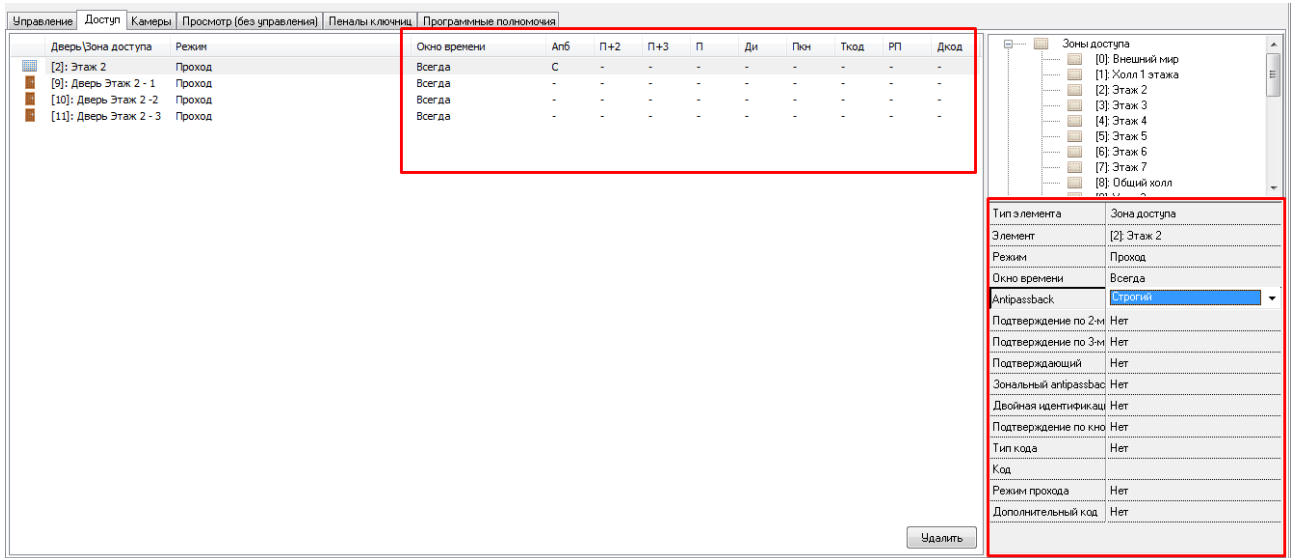 Управление Доступ Камеры Просмотр (без управления) Пеналы ключниц Программные полномочия
Дверь\Зона доступа Режим Окно времени Апб П+2 П+3 П Ди Пкн Ткод РП Дкод
[2]: Этаж 2 Проход Всегда С - - - - - - - -
[9]: Дверь Этаж 2 - 1 Проход Всегда - - - - - - - - -
[10]: Дверь Этаж 2 -2 Проход Всегда - - - - - - - - -
[11]: Дверь Этаж 2 - 3 Проход Всегда - - - - - - - - -
Удалить
Зоны доступа
[0]: Внешний мир
[1]: Холл 1 этажа
[2]: Этаж 2
[3]: Этаж 3
[4]: Этаж 4
[5]: Этаж 5
[6]: Этаж 6
[7]: Этаж 7
[8]: Общий холл
Тип элемента Зона доступа
Элемент [2]: Этаж 2
Режим Проход
Окно времени Всегда
Antipassback Строгий
Подтверждение по 2-м Нет
Подтверждение по 3-м Нет
Подтверждающий Нет
Зональный antipassbac Нет
Двойная идентификац Нет
Подтверждение по кно Нет
Тип кода Нет
Код
Режим прохода Нет
Дополнительный код Нет